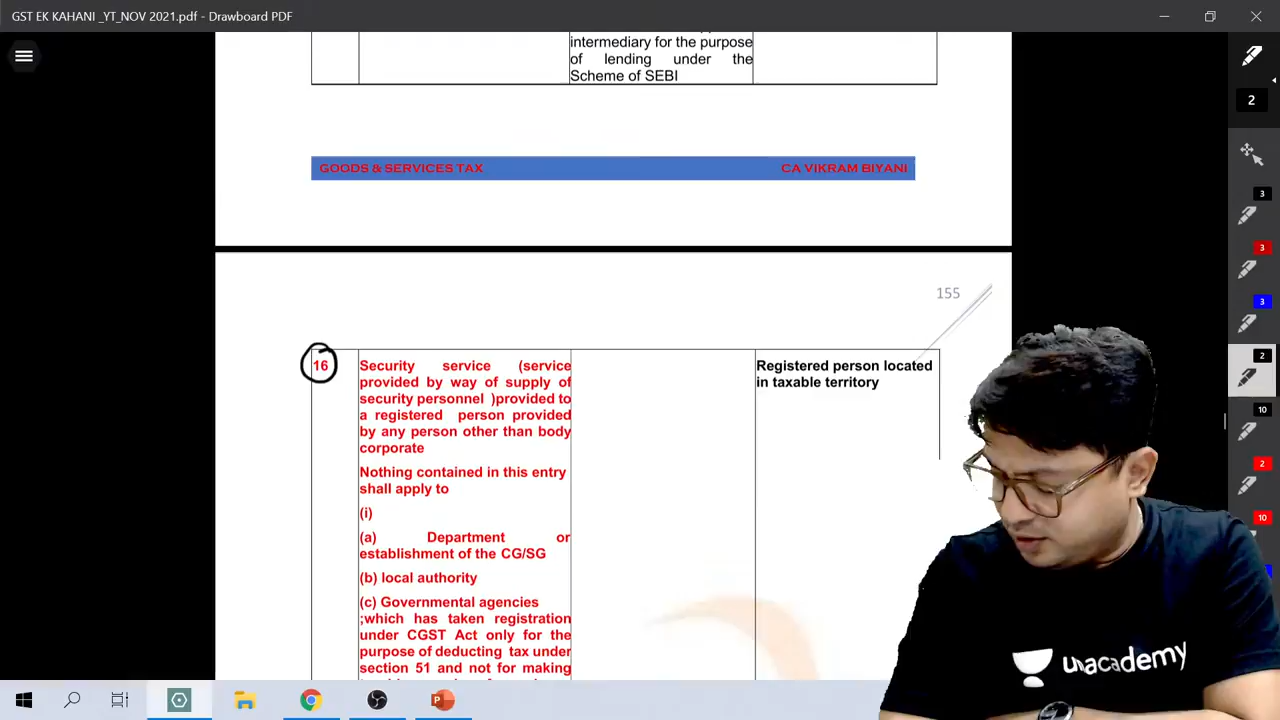 GST EK KAHANI _YT_NOV 2021.pdf - Drawboard PDF
intermediary for the purpose
of lending under the
Scheme of SEBI
GOODS & SERVICES TAX
CA VIKRAM BIYANI
155
16
Security service (service
provided by way of supply of
security personnel )provided to
a registered person provided
by any person other than body
corporate
Nothing contained in this entry
shall apply to
(i)
(a) Department or
establishment of the CG/SG
(b) local authority
(c) Governmental agencies
;which has taken registration
under CGST Act only for the
purpose of deducting tax under
section 51 and not for making
Registered person located
in taxable territory
2
3
3
3
2
10
2
10
unacademy